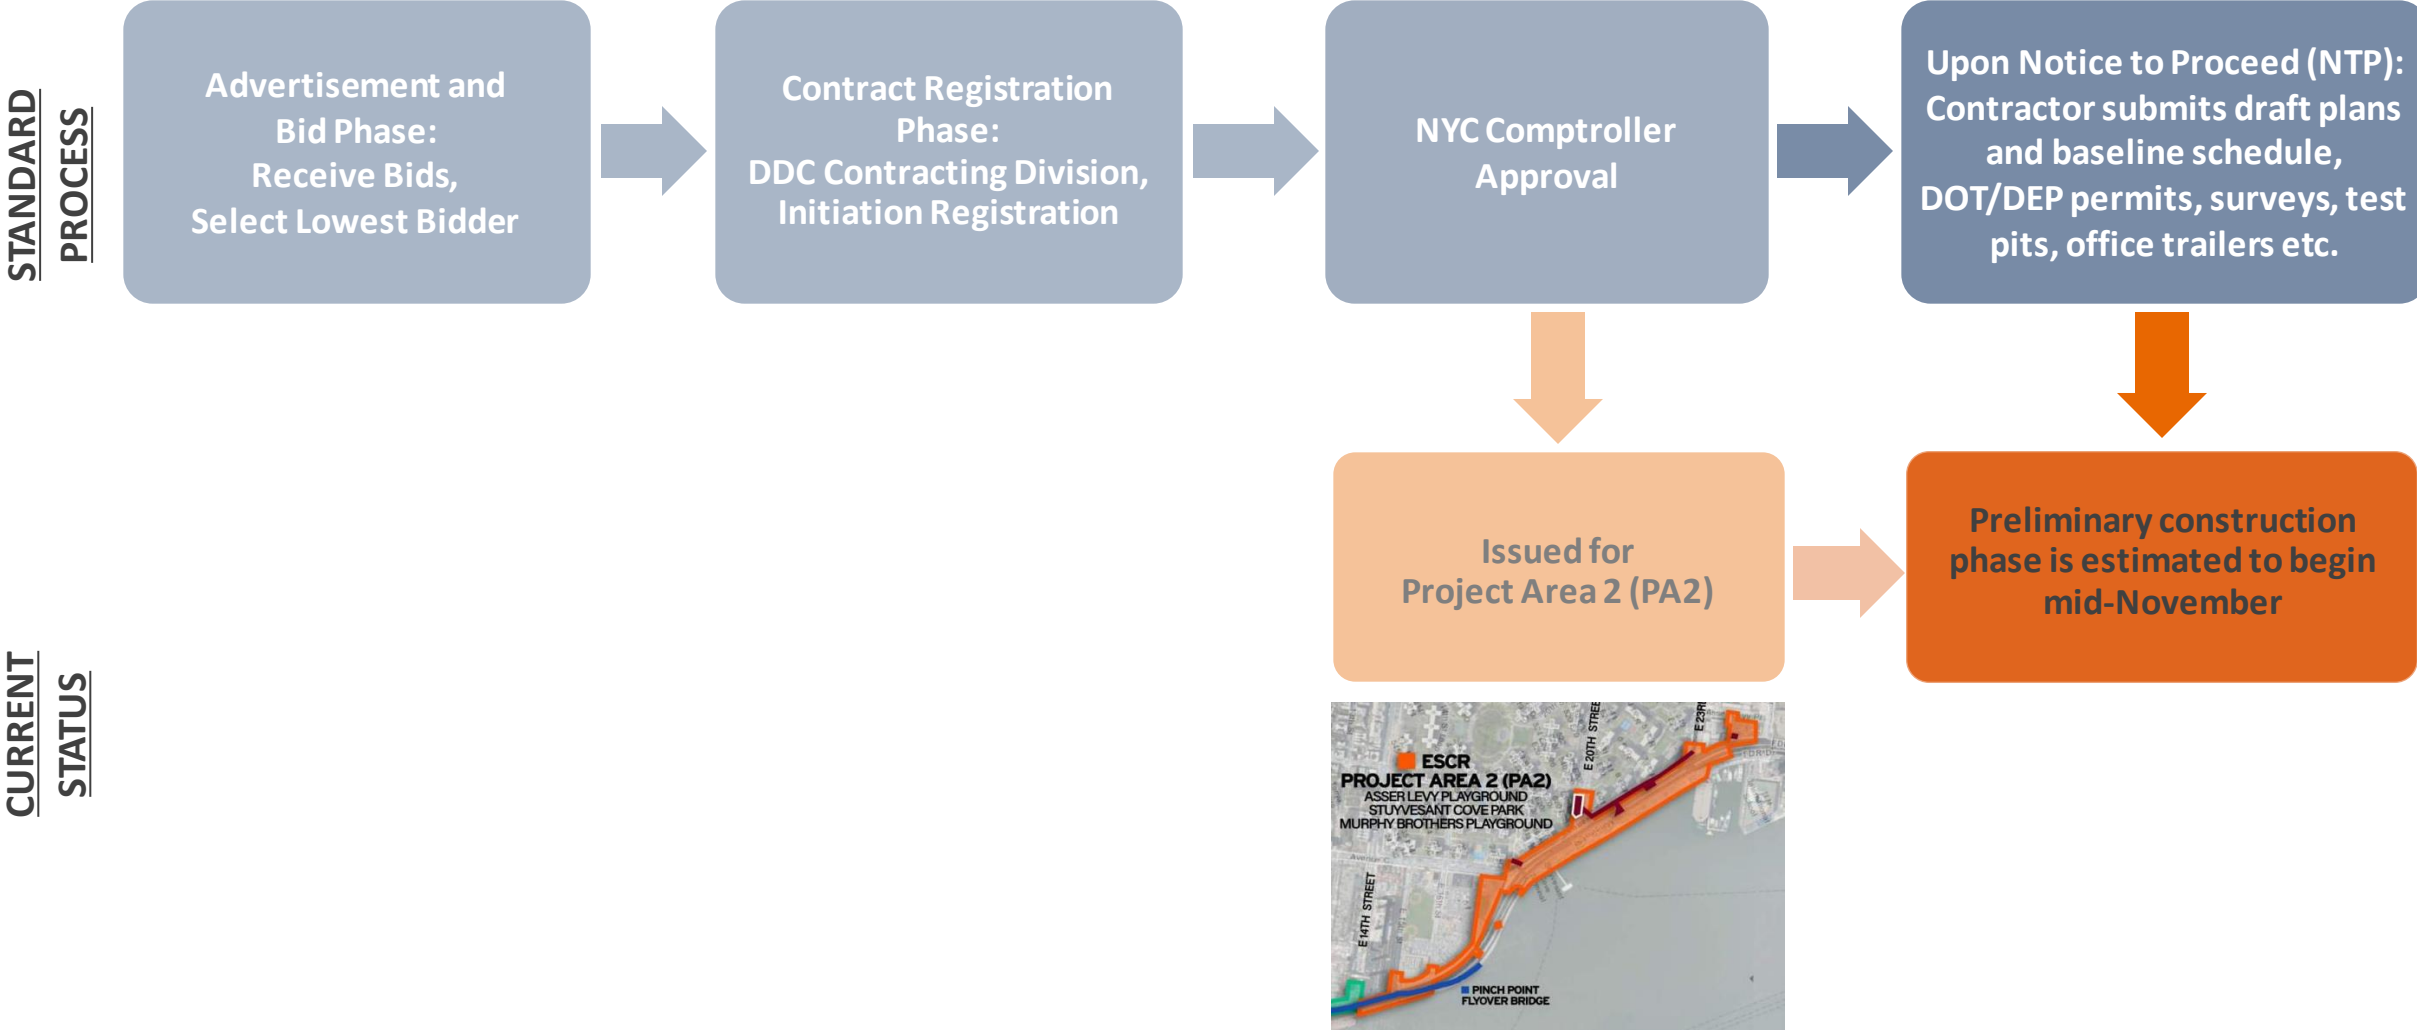 STANDARD
PROCESS
Advertisement and
Bid Phase:
Receive Bids,
Select Lowest Bidder
Contract Registration
Phase:
DDC Contracting Division,
Initiation Registration
NYC Comptroller
Approval
Upon Notice to Proceed (NTP):
Contractor submits draft plans
and baseline schedule,
DOT/DEP permits, surveys, test
pits, office trailers etc.
CURRENT
STATUS
Issued for
Project Area 2 (PA2)
Preliminary construction
phase is estimated to begin
mid-November
ESCR
PROJECT AREA 2 (PA2)
ASSER LEVY PLAYGROUND
STUYVESANT COVE PARK
MURPHY BROTHERS PLAYGROUND
E 20TH STREE
E 23R
Avenue C
E 14TH STREET
PINCH POINT
FLYOVER BRIDGE